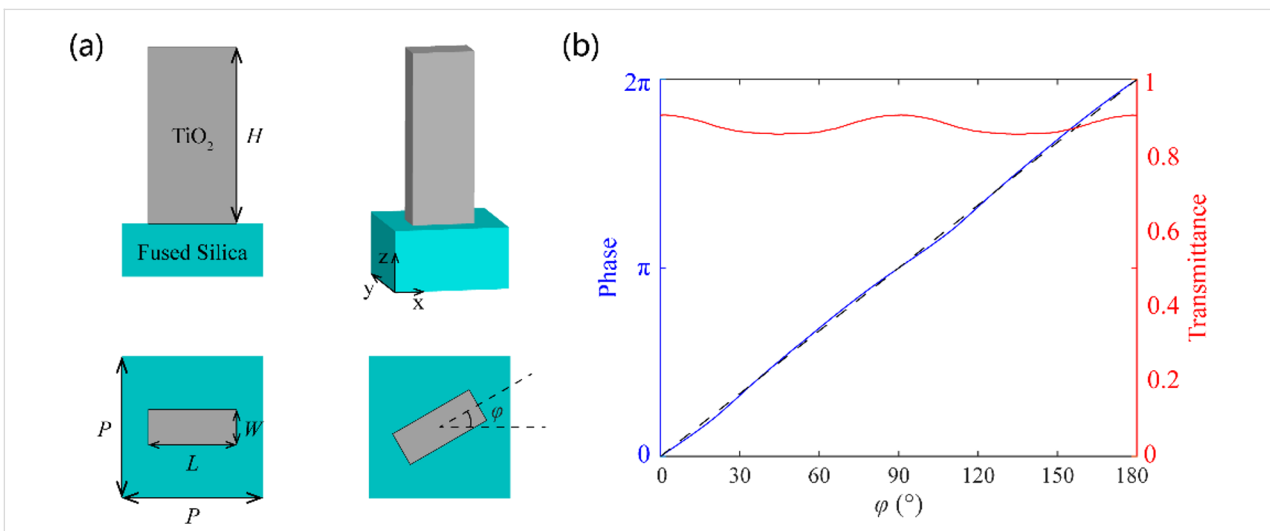 (a)
TiO₂
H
Fused Silica
z
y
x
P
W
L
P
φ
(b)
2π
π
0
Phase
1
0.8
0.6
0.4
0.2
0
Transmittance
0 30 60 90 120 150 180
φ (°)